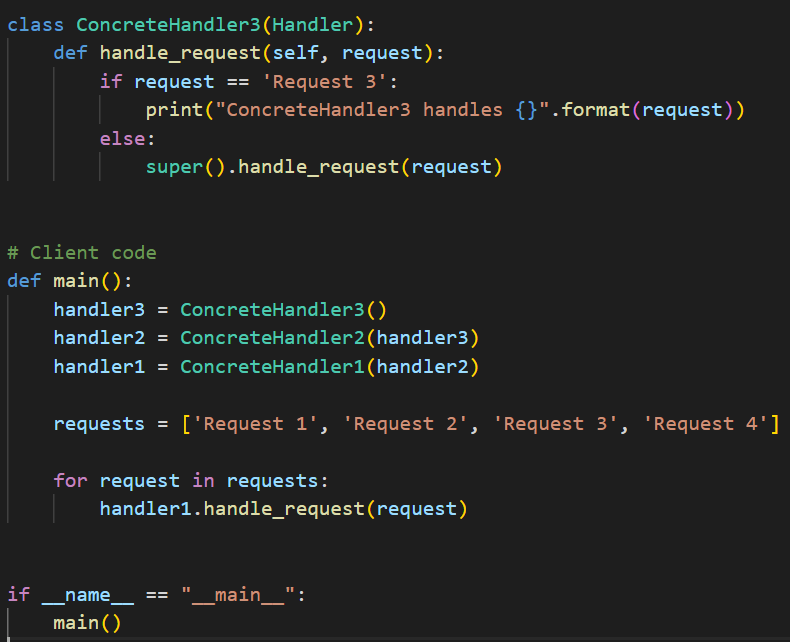 class ConcreteHandler3(Handler):
    def handle_request(self, request):
        if request == 'Request 3':
            print("ConcreteHandler3 handles {}".format(request))
        else:
            super().handle_request(request)
# Client code
def main():
    handler3 = ConcreteHandler3()
    handler2 = ConcreteHandler2(handler3)
    handler1 = ConcreteHandler1(handler2)
    requests = ['Request 1', 'Request 2', 'Request 3', 'Request 4']
    for request in requests:
        handler1.handle_request(request)
if __name__ == "__main__":
    main()